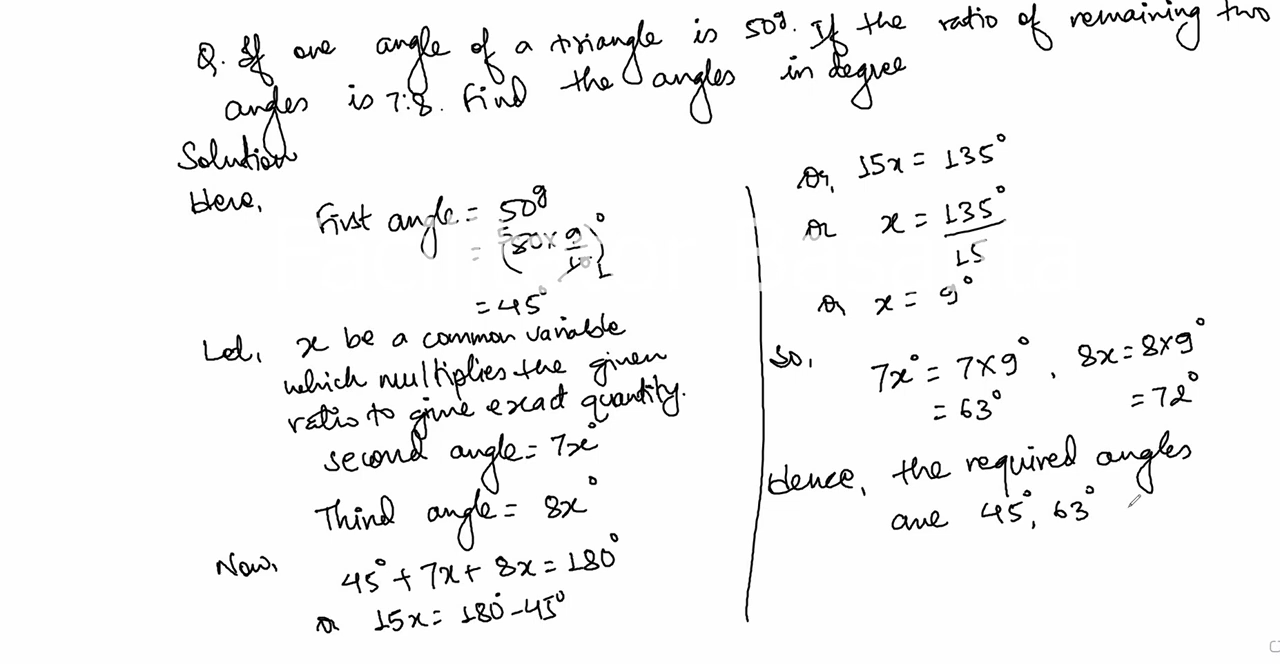 Q. If one angle of a triangle is 50g. If the ratio of remaining two
angles is 7:8. Find the angles in degree
Solution
Here,
First angle = 50g
= (50 × 9/10)°
= 45°
Let, x be a common variable
which multiplies the given
ratio to give exact quantity.
second angle = 7x°
Third angle = 8x°
Now,
45° + 7x + 8x = 180°
or 15x = 180° - 45°
or, 15x = 135°
or x = 135°/15
or x = 9°
So,
7x° = 7×9° , 8x = 8×9°
= 63° = 72°
Hence, the required angles
are 45°, 63°